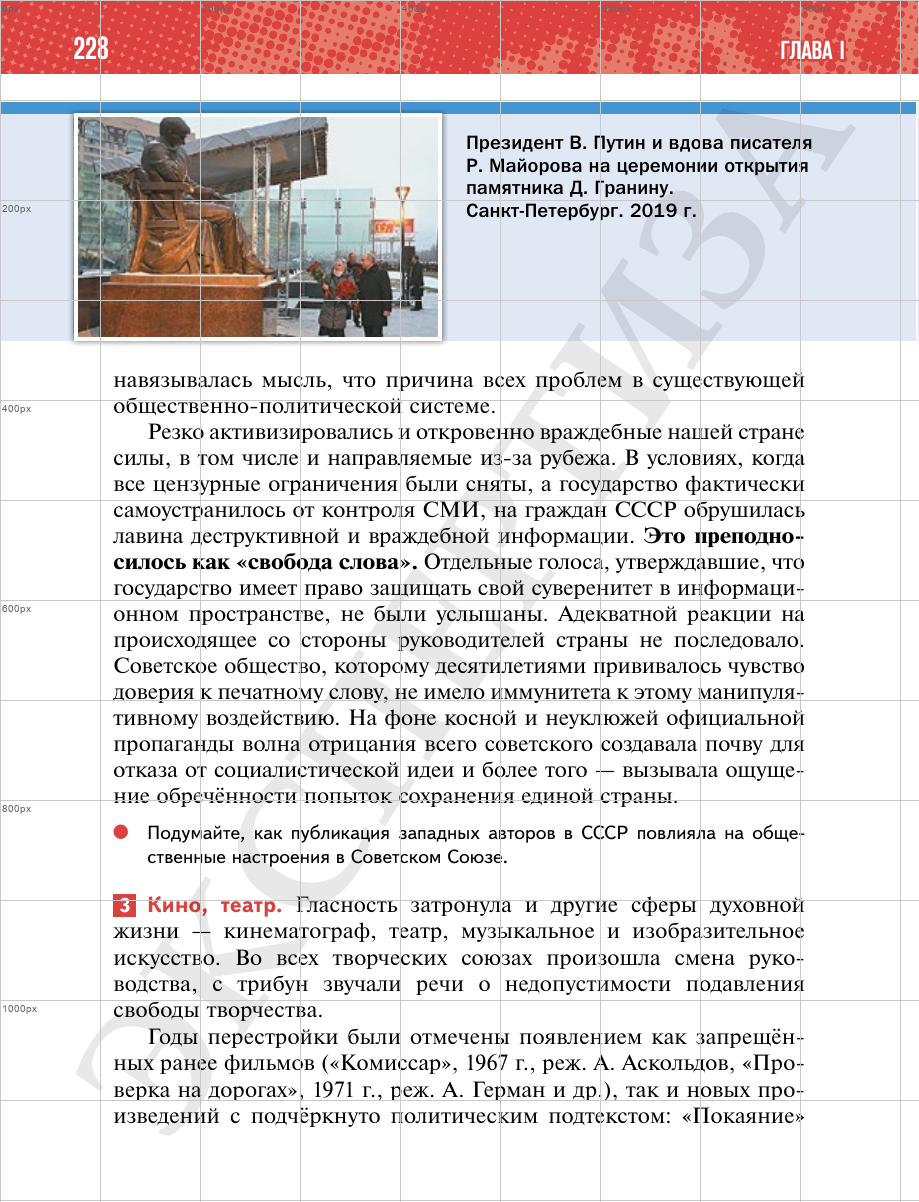 228
ГЛАВА I
Президент В. Путин и вдова писателя
Р. Майорова на церемонии открытия
памятника Д. Гранину.
Санкт-Петербург. 2019 г.
200px
навязывалась мысль, что причина всех проблем в существующей
400px
общественно-политической системе.
Резко активизировались и откровенно враждебные нашей стране
силы, в том числе и направляемые из-за рубежа. В условиях, когда
все цензурные ограничения были сняты, а государство фактически
самоустранилось от контроля СМИ, на граждан СССР обрушилась
лавина деструктивной и враждебной информации. Это преподно-
силось как «свобода слова». Отдельные голоса, утверждавшие, что
государство имеет право защищать свой суверенитет в информаци-
600px
онном пространстве, не были услышаны. Адекватной реакции на
происходящее со стороны руководителей страны не последовало.
Советское общество, которому десятилетиями прививалось чувство
доверия к печатному слову, не имело иммунитета к этому манипуля-
тивному воздействию. На фоне косной и неуклюжей официальной
пропаганды волна отрицания всего советского создавала почву для
отказа от социалистической идеи и более того — вызывала ощуще-
ние обречённости попыток сохранения единой страны.
800px
Подумайте, как публикация западных авторов в СССР повлияла на обще-
ственные настроения в Советском Союзе.
3 Кино, театр. Гласность затронула и другие сферы духовной
жизни — кинематограф, театр, музыкальное и изобразительное
искусство. Во всех творческих союзах произошла смена руко-
водства, с трибун звучали речи о недопустимости подавления
1000px
свободы творчества.
Годы перестройки были отмечены появлением как запрещён-
ных ранее фильмов («Комиссар», 1967 г., реж. А. Аскольдов, «Про-
верка на дорогах», 1971 г., реж. А. Герман и др.), так и новых про-
изведений с подчёркнуто политическим подтекстом: «Покаяние»
ЭКСПЕРТИЗА